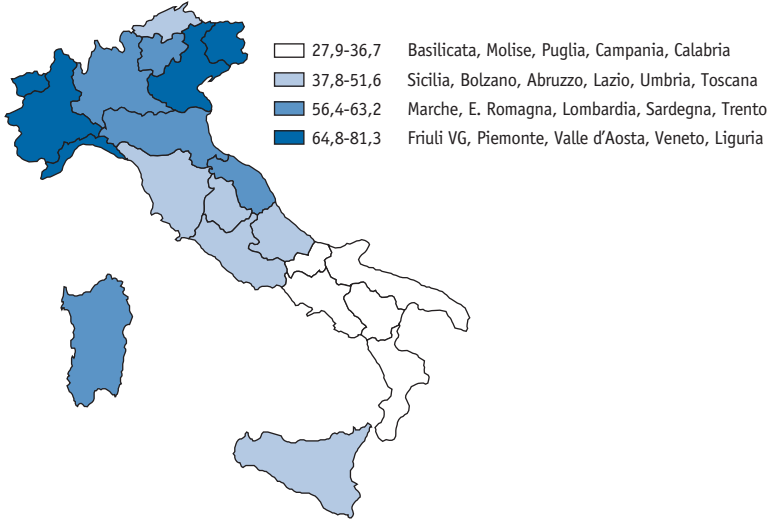 27,9-36,7 Basilicata, Molise, Puglia, Campania, Calabria
37,8-51,6 Sicilia, Bolzano, Abruzzo, Lazio, Umbria, Toscana
56,4-63,2 Marche, E. Romagna, Lombardia, Sardegna, Trento
64,8-81,3 Friuli VG, Piemonte, Valle d'Aosta, Veneto, Liguria